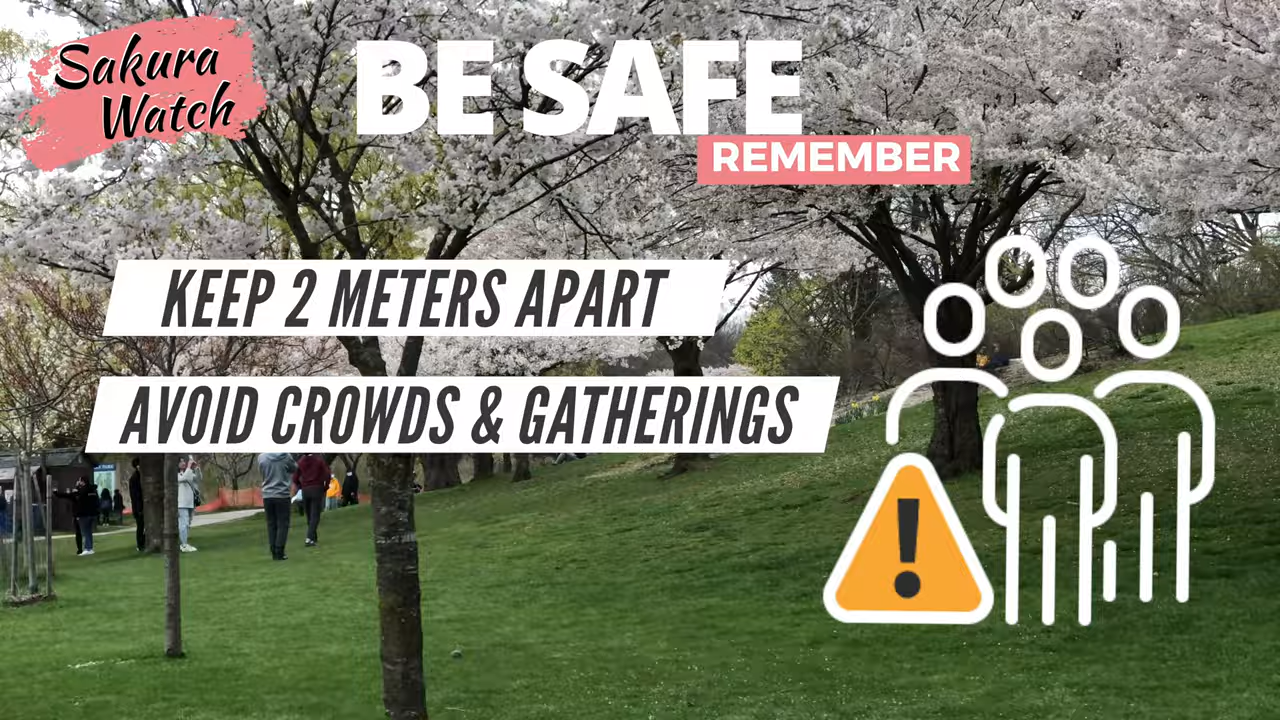 Sakura
Watch
BE SAFE
REMEMBER
KEEP 2 METERS APART
AVOID CROWDS & GATHERINGS